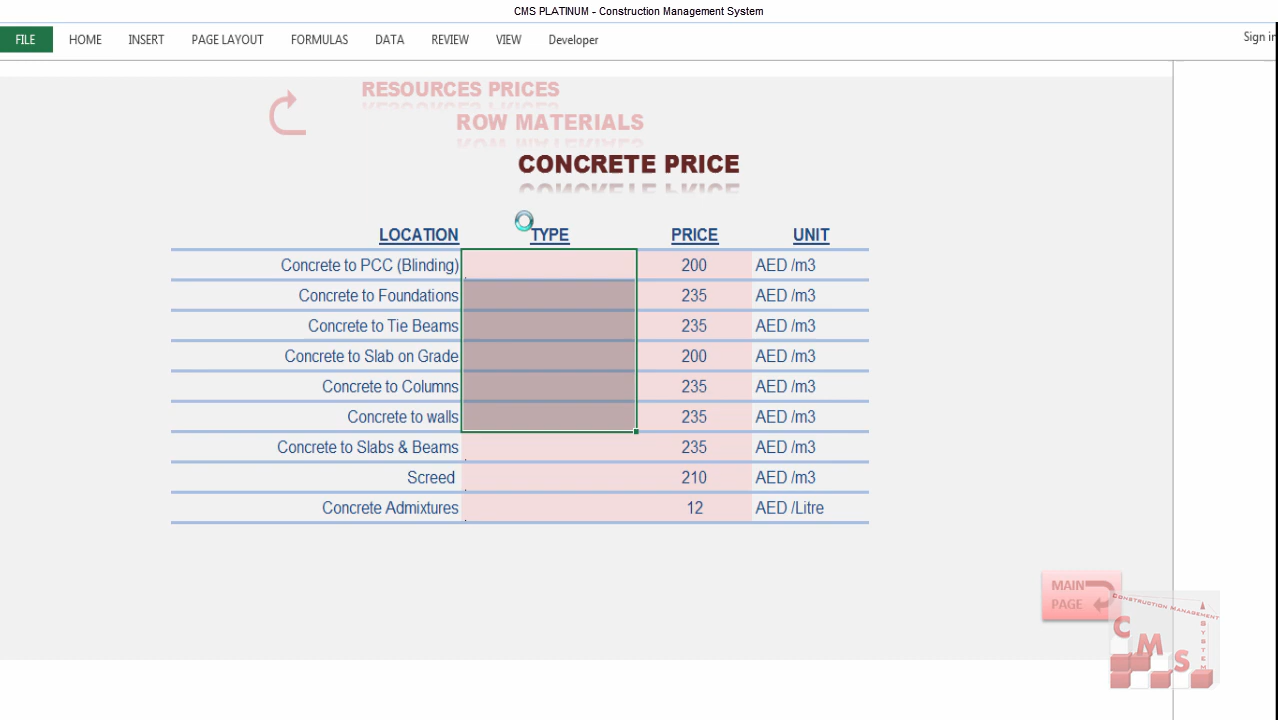 CMS PLATINUM - Construction Management System
FILE HOME INSERT PAGE LAYOUT FORMULAS DATA REVIEW VIEW Developer Sign in
RESOURCES PRICES
ROW MATERIALS
CONCRETE PRICE
LOCATION TYPE PRICE UNIT
Concrete to PCC (Blinding) 200 AED /m3
Concrete to Foundations 235 AED /m3
Concrete to Tie Beams 235 AED /m3
Concrete to Slab on Grade 200 AED /m3
Concrete to Columns 235 AED /m3
Concrete to walls 235 AED /m3
Concrete to Slabs & Beams 235 AED /m3
Screed 210 AED /m3
Concrete Admixtures 12 AED /Litre
MAIN
PAGE
CONSTRUCTION MANAGEMENT
SYSTEM
CMS